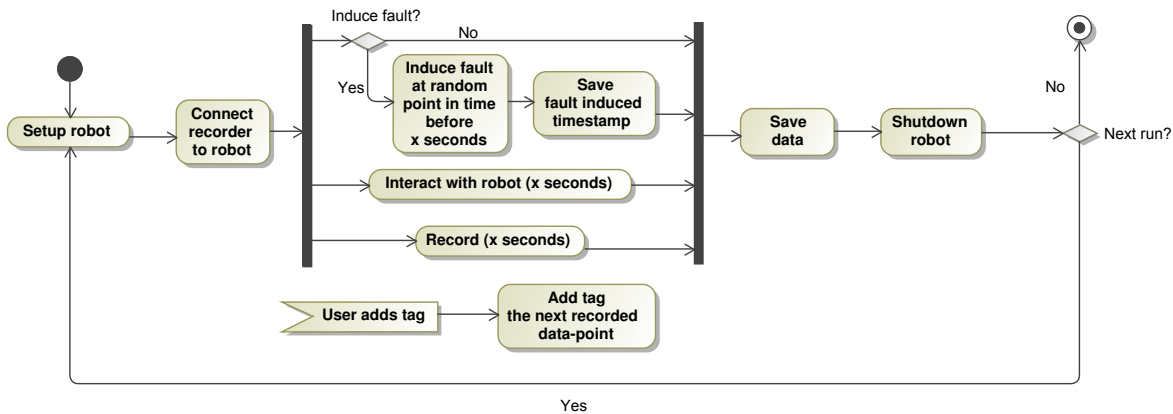 Induce fault?
No
Yes
Induce fault
at random
point in time
before
x seconds
Save
fault induced
timestamp
Setup robot
Connect
recorder
to robot
Interact with robot (x seconds)
Record (x seconds)
Save
data
Shutdown
robot
No
Next run?
User adds tag
Add tag
the next recorded
data-point
Yes